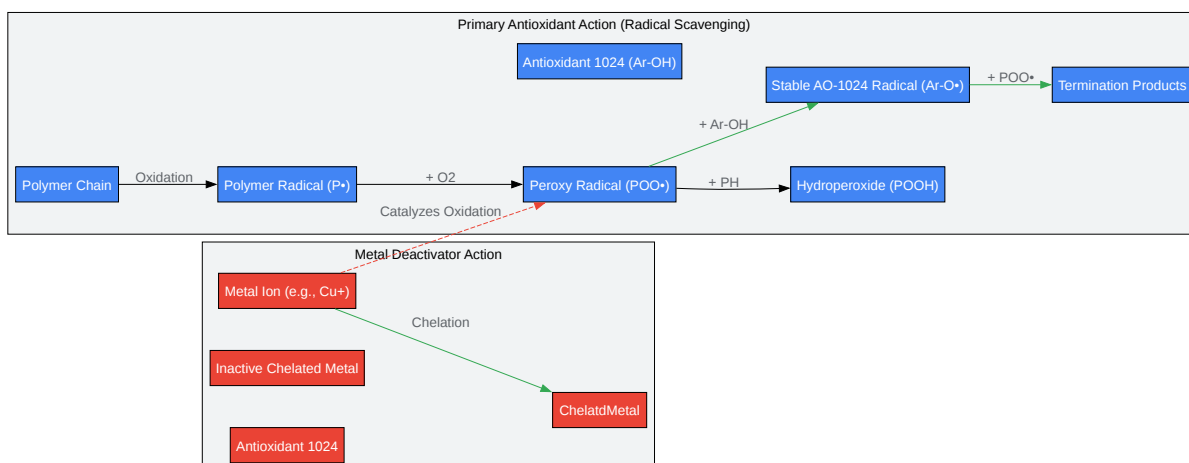 Primary Antioxidant Action (Radical Scavenging)
Antioxidant 1024 (Ar-OH)
Stable AO-1024 Radical (Ar-O•)
+ POO•
Termination Products
+ Ar-OH
Polymer Chain
Oxidation
Polymer Radical (P•)
+ O2
Peroxy Radical (POO•)
+ PH
Hydroperoxide (POOH)
Catalyzes Oxidation
Metal Deactivator Action
Metal Ion (e.g., Cu+)
Chelation
Inactive Chelated Metal
ChelatdMetal
Antioxidant 1024